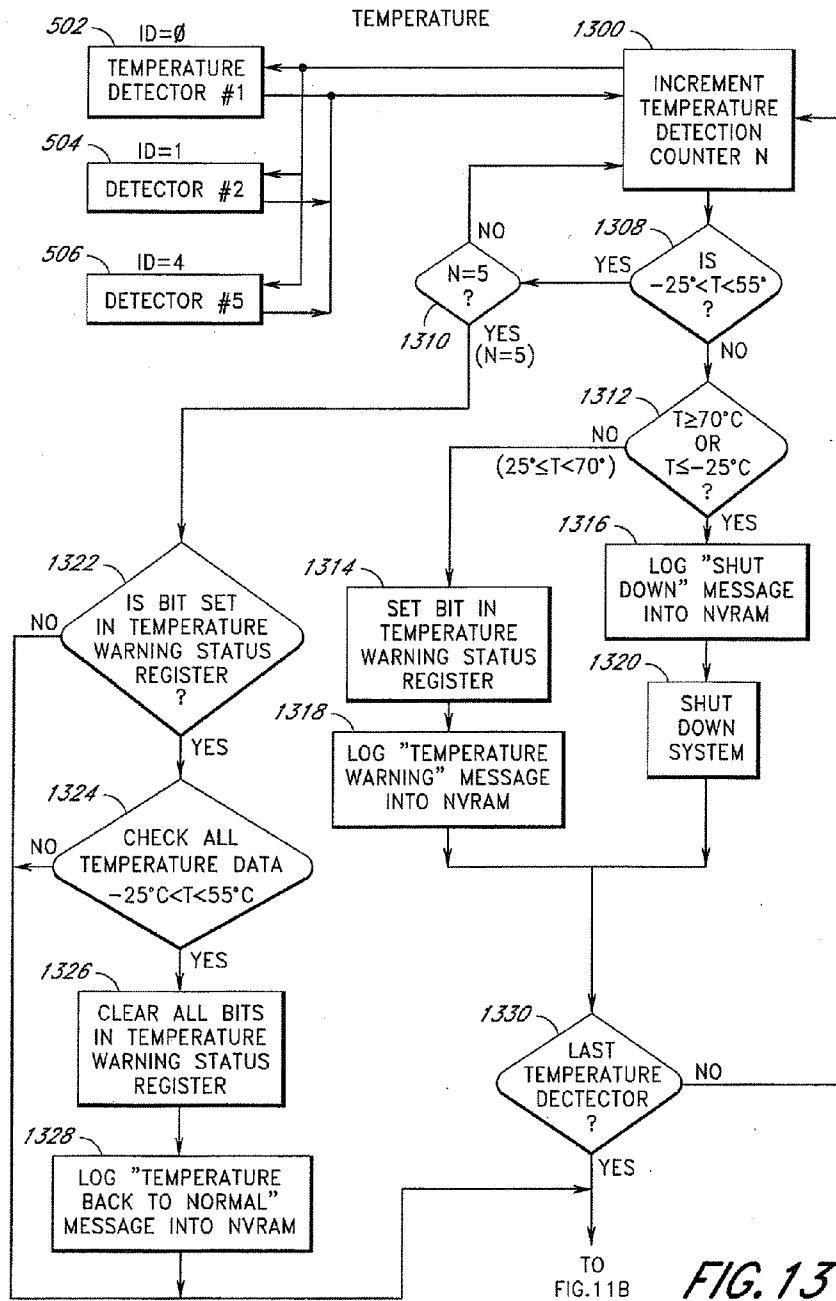 TEMPERATURE
502
ID=Ø
TEMPERATURE
DETECTOR #1
504
ID=1
DETECTOR #2
506
ID=4
DETECTOR #5
1300
INCREMENT
TEMPERATURE
DETECTION
COUNTER N
1308
IS
-25°<T<55°
?
YES
NO
NO
N=5
?
1310
YES
(N=5)
1312
T≥70°C
OR
T≤-25°C
?
NO
(25°≤T<70°)
YES
1316
LOG "SHUT
DOWN" MESSAGE
INTO NVRAM
1320
SHUT
DOWN
SYSTEM
1314
SET BIT IN
TEMPERATURE
WARNING STATUS
REGISTER
1318
LOG "TEMPERATURE
WARNING" MESSAGE
INTO NVRAM
1322
IS BIT SET
IN TEMPERATURE
WARNING STATUS
REGISTER
?
NO
YES
1324
CHECK ALL
TEMPERATURE DATA
-25°C<T<55°C
NO
YES
1326
CLEAR ALL BITS
IN TEMPERATURE
WARNING STATUS
REGISTER
1328
LOG "TEMPERATURE
BACK TO NORMAL"
MESSAGE INTO NVRAM
1330
LAST
TEMPERATURE
DECTECTOR
?
NO
YES
TO
FIG.11B
FIG. 13